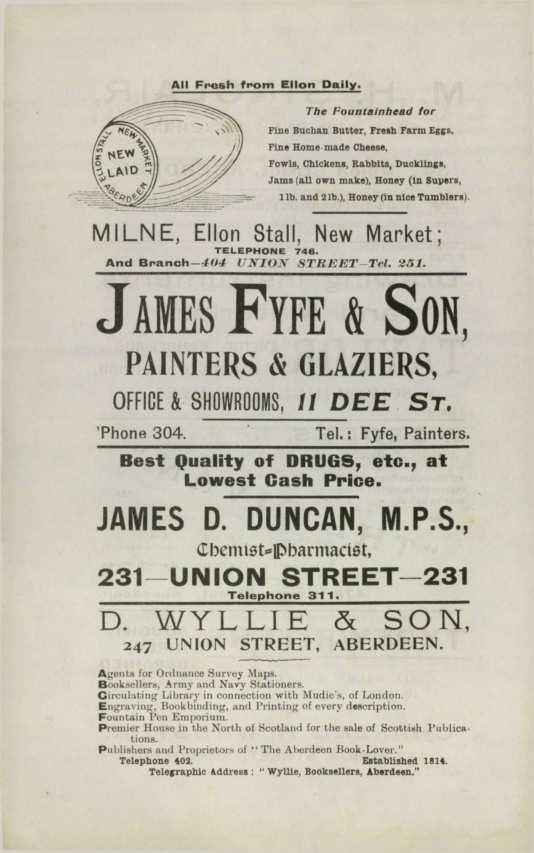 All Fresh from Ellon Daily.
ELLON STALL NEW MARKET
NEW
LAID
ABERDEEN
The Fountainhead for
Fine Buchan Butter, Fresh Farm Eggs,
Fine Home-made Cheese,
Fowls, Chickens, Rabbits, Ducklings,
Jams (all own make), Honey (in Supers,
1 lb. and 2 lb.), Honey (in nice Tumblers).
MILNE, Ellon Stall, New Market;
TELEPHONE 746.
And Branch—404 UNION STREET—Tel. 251.
JAMES FYFE & SON,
PAINTERS & GLAZIERS,
OFFICE & SHOWROOMS, 11 DEE ST.
'Phone 304. Tel.: Fyfe, Painters.
Best Quality of DRUGS, etc., at
Lowest Cash Price.
JAMES D. DUNCAN, M.P.S.,
Chemist=Pharmacist,
231—UNION STREET—231
Telephone 311.
D. WYLLIE & SON,
247 UNION STREET, ABERDEEN.
Agents for Ordnance Survey Maps.
Booksellers, Army and Navy Stationers.
Circulating Library in connection with Mudie's, of London.
Engraving, Bookbinding, and Printing of every description.
Fountain Pen Emporium.
Premier House in the North of Scotland for the sale of Scottish Publica-
tions.
Publishers and Proprietors of "The Aberdeen Book-Lover."
Telephone 402. Established 1814.
Telegraphic Address: "Wyllie, Booksellers, Aberdeen."